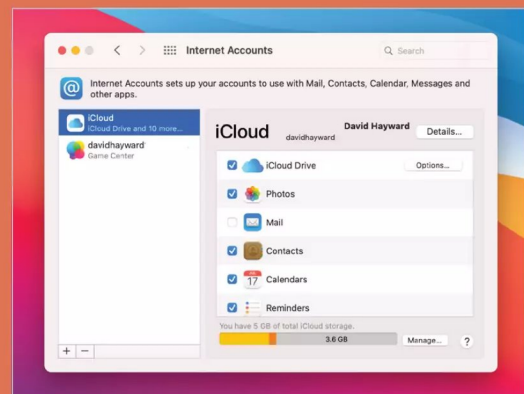 Internet Accounts
Search
Internet Accounts sets up your accounts to use with Mail, Contacts, Calendar, Messages and
other apps.
iCloud
iCloud Drive and 10 more...
davidhayward
Game Center
iCloud
David Hayward
davidhayward
Details...
iCloud Drive
Options...
Photos
Mail
Contacts
17
Calendars
Reminders
You have 5 GB of total iCloud storage.
3.6 GB
Manage...
?